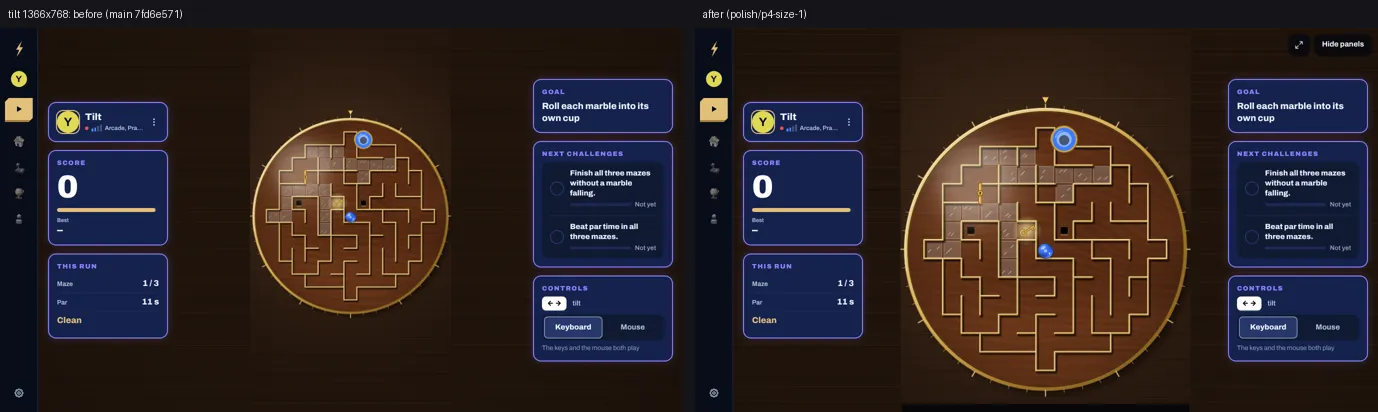 tilt 1366x768: before (main 7fd6e571)
Y
Y
Tilt
Arcade, Pra...
SCORE
0
Best
–
THIS RUN
Maze 1 / 3
Par 11 s
Clean
GOAL
Roll each marble into its
own cup
NEXT CHALLENGES
Finish all three mazes
without a marble
falling.
Not yet
Beat par time in all
three mazes.
Not yet
CONTROLS
← → tilt
Keyboard Mouse
The keys and the mouse both play
after (polish/p4-size-1)
Hide panels
Y
Y
Tilt
Arcade, Pra...
SCORE
0
Best
–
THIS RUN
Maze 1 / 3
Par 11 s
Clean
GOAL
Roll each marble into its
own cup
NEXT CHALLENGES
Finish all three mazes
without a marble
falling.
Not yet
Beat par time in all
three mazes.
Not yet
CONTROLS
← → tilt
Keyboard Mouse
The keys and the mouse both play